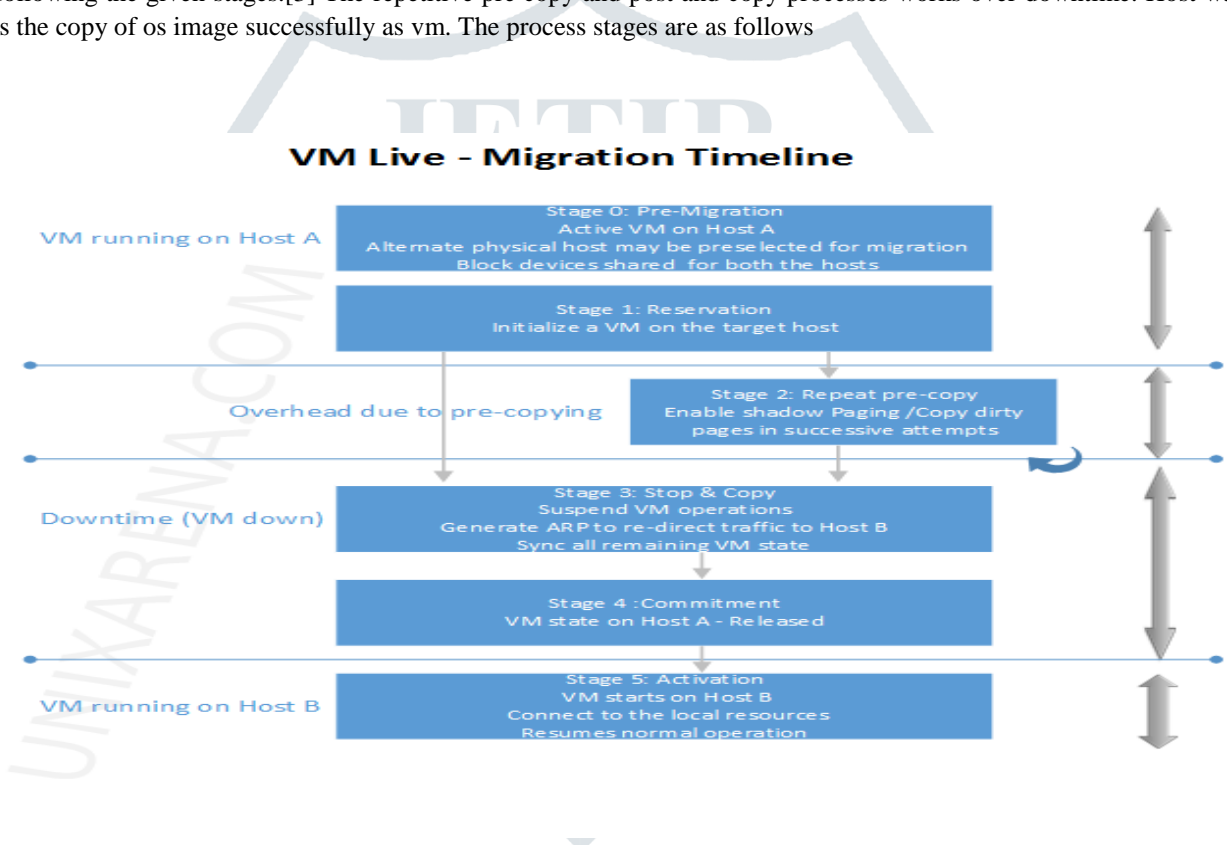 following the given stages.[5] The repetitive pre copy and post and copy processes works over downtime. Host
s the copy of os image successfully as vm. The process stages are as follows
JETIR
VM Live - Migration Timeline
VM running on Host A
Stage 0: Pre-Migration
Active VM on Host A
Alternate physical host may be preselected for migration
Block devices shared for both the hosts
Stage 1: Reservation
Initialize a VM on the target host
Overhead due to pre-copying
Stage 2: Repeat pre-copy
Enable shadow Paging /Copy dirty
pages in successive attempts
Downtime (VM down)
Stage 3: Stop & Copy
Suspend VM operations
Generate ARP to re-direct traffic to Host B
Sync all remaining VM state
Stage 4 :Commitment
VM state on Host A - Released
VM running on Host B
Stage 5: Activation
VM starts on Host B
Connect to the local resources
Resumes normal operation
UNIXARENA.COM